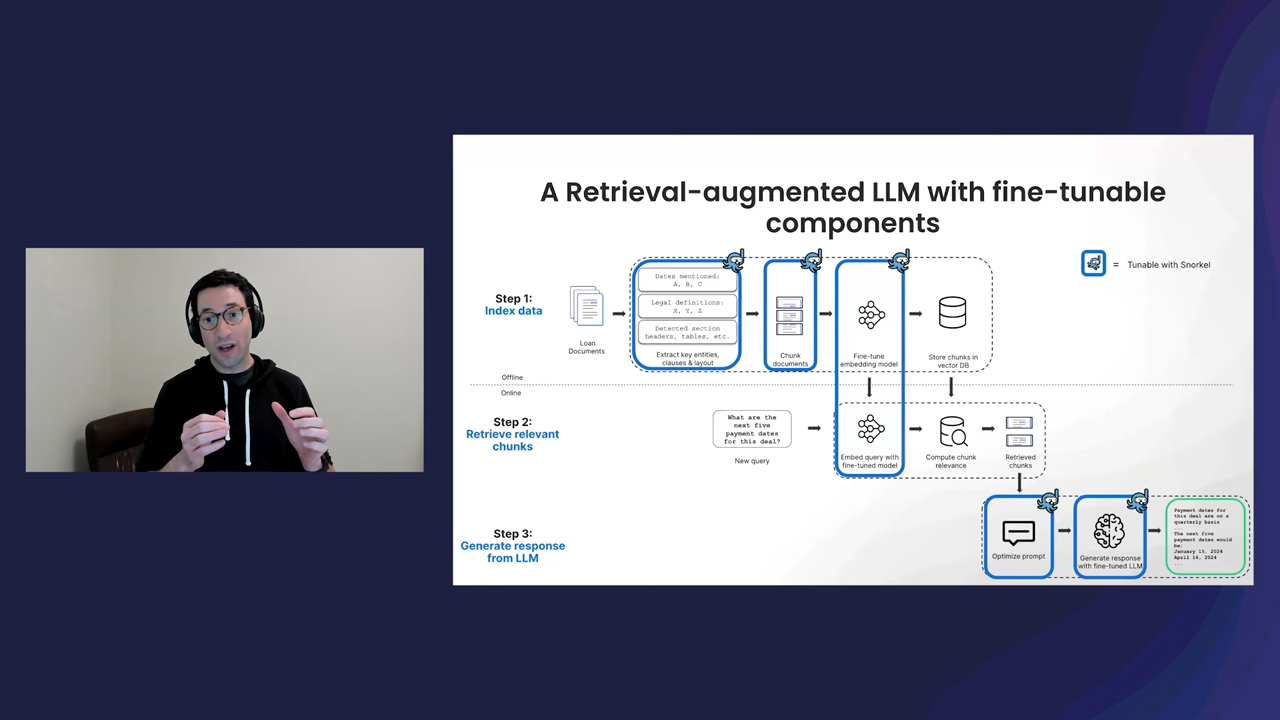 A Retrieval-augmented LLM with fine-tunable
components
= Tunable with Snorkel
Step 1:
Index data
Loan
Documents
Dates mentioned:
A, B, C
Legal definitions:
X, Y, Z
Detected section
headers, tables, etc.
Extract key entities,
clauses & layout
Chunk
documents
Fine-tune
embedding model
Store chunks in
vector DB
Offline
Online
Step 2:
Retrieve relevant
chunks
What are the
next five
payment dates
for this deal?
New query
Embed query with
fine-tuned model
Compute chunk
relevance
Retrieved
chunks
Step 3:
Generate response
from LLM
Optimize prompt
Generate response
with fine-tuned LLM
Payment dates for
this deal are on a
quarterly basis
...
The next five
payment dates would
be:
January 15, 2024
April 14, 2024
...